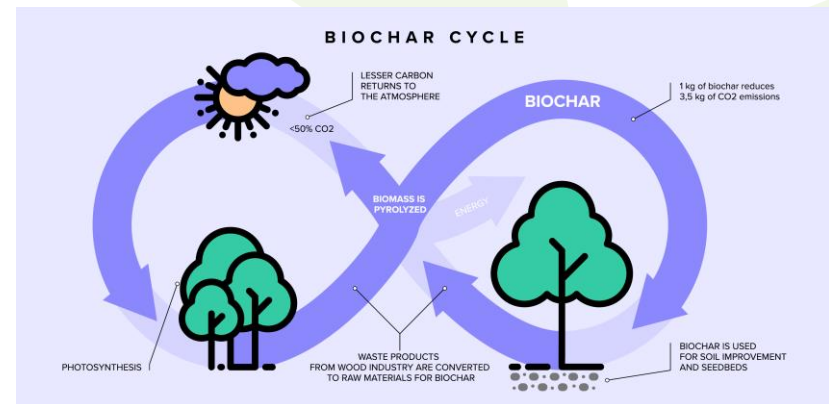 BIOCHAR CYCLE
LESSER CARBON
RETURNS TO
THE ATMOSPHERE
<50% CO2
BIOCHAR
1 kg of biochar reduces
3,5 kg of CO2 emissions
BIOMASS IS
PYROLYZED
ENERGY
PHOTOSYNTHESIS
WASTE PRODUCTS
FROM WOOD INDUSTRY ARE CONVERTED
TO RAW MATERIALS FOR BIOCHAR
BIOCHAR IS USED
FOR SOIL IMPROVEMENT
AND SEEDBEDS